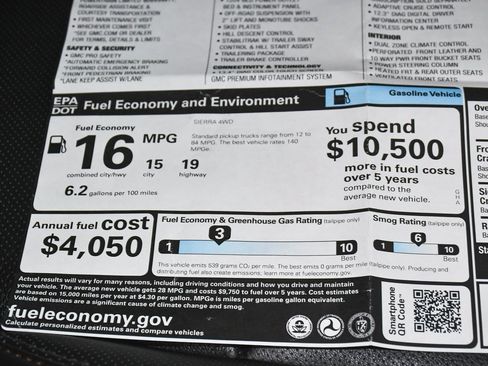 ROADSIDE ASSISTANCE &
COURTESY TRANSPORTATION
• FIRST MAINTENANCE VISIT
• WHICHEVER COMES FIRST
*SEE GMC.COM OR DEALER
FOR TERMS, DETAILS & LIMITS
SAFETY & SECURITY
• GMC PRO SAFETY
*AUTOMATIC EMERGENCY BRAKING
*FORWARD COLLISION ALERT
*FRONT PEDESTRIAN BRAKING
*LANE KEEP ASSIST W/LANE
BED & INSTRUMENT PANEL
• OFF-ROAD SUSPENSION WITH
2" LIFT AND MONOTUBE SHOCKS
• SKID PLATES
• HILL DESCENT CONTROL
• STABILITRAK W/ TRAILER SWAY
CONTROL & HILL START ASSIST
• TRAILERING PACKAGE
• TRAILER BRAKE CONTROLLER
CONNECTIVITY & TECHNOLOGY
GMC PREMIUM INFOTAINMENT SYSTEM
• ADAPTIVE CRUISE CONTROL
• 12.3" DIAG DIGITAL DRIVER
INFORMATION CENTER
• KEYLESS OPEN & REMOTE START
INTERIOR
• DUAL ZONE CLIMATE CONTROL
• PERFORATED FRONT LEATHER AND
10 WAY PWR FRONT BUCKET SEATS
• POWER STEERING COLUMN
• HEATED FRT & REAR OUTER SEATS
• VENTILATED FRONT SEATS
EPA
DOT
Fuel Economy and Environment
Gasoline Vehicle
Fuel Economy
SIERRA 4WD
16
MPG
15
19
combined city/hwy
city
highway
Standard pickup trucks range from 12 to
84 MPG. The best vehicle rates 140
MPGe.
6.2 gallons per 100 miles
You spend
$10,500
more in fuel costs
over 5 years
compared to the
average new vehicle.
GHA
Annual fuel cost
$4,050
Fuel Economy & Greenhouse Gas Rating (tailpipe only)
3
1
10
Best
Smog Rating (tailpipe only)
6
1
10
Best
This vehicle emits 539 grams CO₂ per mile. The best emits 0 grams per mile (tailpipe only). Producing and
distributing fuel also create emissions; learn more at fueleconomy.gov.
Actual results will vary for many reasons, including driving conditions and how you drive and maintain
your vehicle. The average new vehicle gets 28 MPG and costs $9,750 to fuel over 5 years. Cost estimates
are based on 15,000 miles per year at $4.30 per gallon. MPGe is miles per gasoline gallon equivalent.
Vehicle emissions are a significant cause of climate change and smog.
fueleconomy.gov
Calculate personalized estimates and compare vehicles
Smartphone
QR Code™